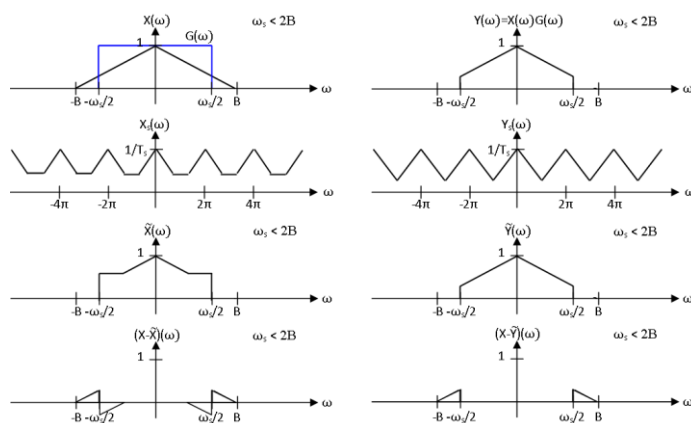 X(ω) ωₛ < 2B
G(ω)
1
-B -ωₛ/2 ωₛ/2 B ω
Y(ω)=X(ω)G(ω) ωₛ < 2B
1
-B -ωₛ/2 ωₛ/2 B ω
Xₛ(ω)
1/Tₛ
-4π -2π 2π 4π ω
Yₛ(ω)
1/Tₛ
-4π -2π 2π 4π ω
X̃(ω) ωₛ < 2B
1
-B -ωₛ/2 ωₛ/2 B ω
Ỹ(ω) ωₛ < 2B
1
-B -ωₛ/2 ωₛ/2 B ω
(X-X̃)(ω) ωₛ < 2B
1
-B -ωₛ/2 ωₛ/2 B ω
(X-Ỹ)(ω) ωₛ < 2B
1
-B -ωₛ/2 ωₛ/2 B ω